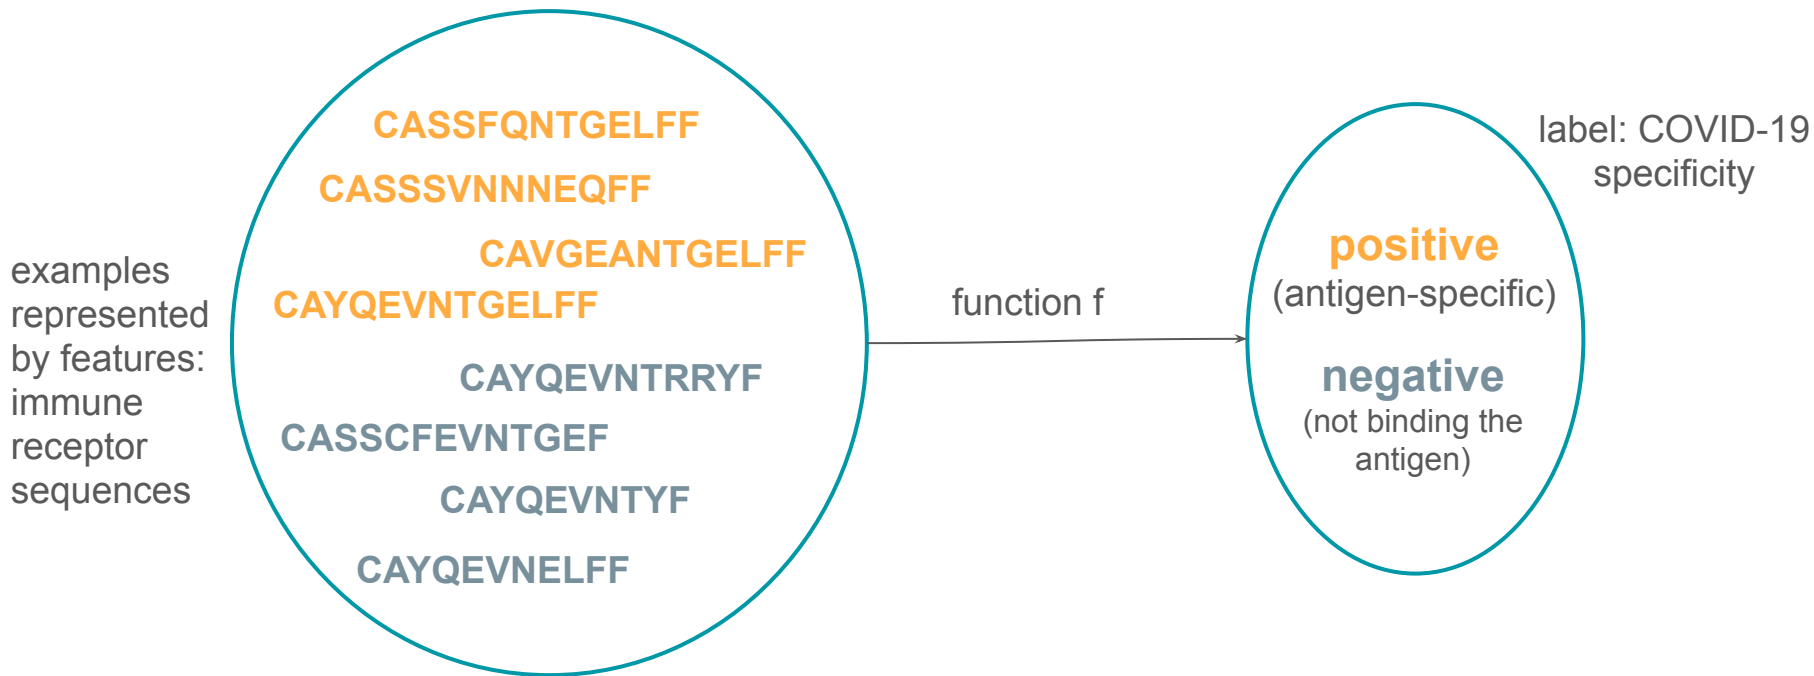 examples
represented
by features:
immune
receptor
sequences
CASSFQNTGELFF
CASSSVNNNEQFF
CAVGEANTGELFF
CAYQEVNTGELFF
CAYQEVNTRRYF
CASSCFEVNTGEF
CAYQEVNTYF
CAYQEVNELFF
function f
label: COVID-19
specificity
positive
(antigen-specific)
negative
(not binding the
antigen)